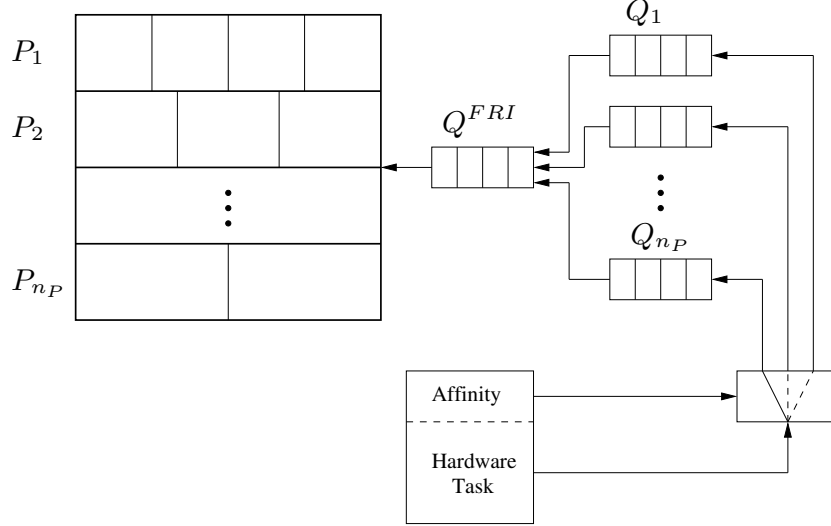 P_1
P_2
P_{n_P}
Q^{FRI}
Q_1
Q_{n_P}
Affinity
Hardware
Task